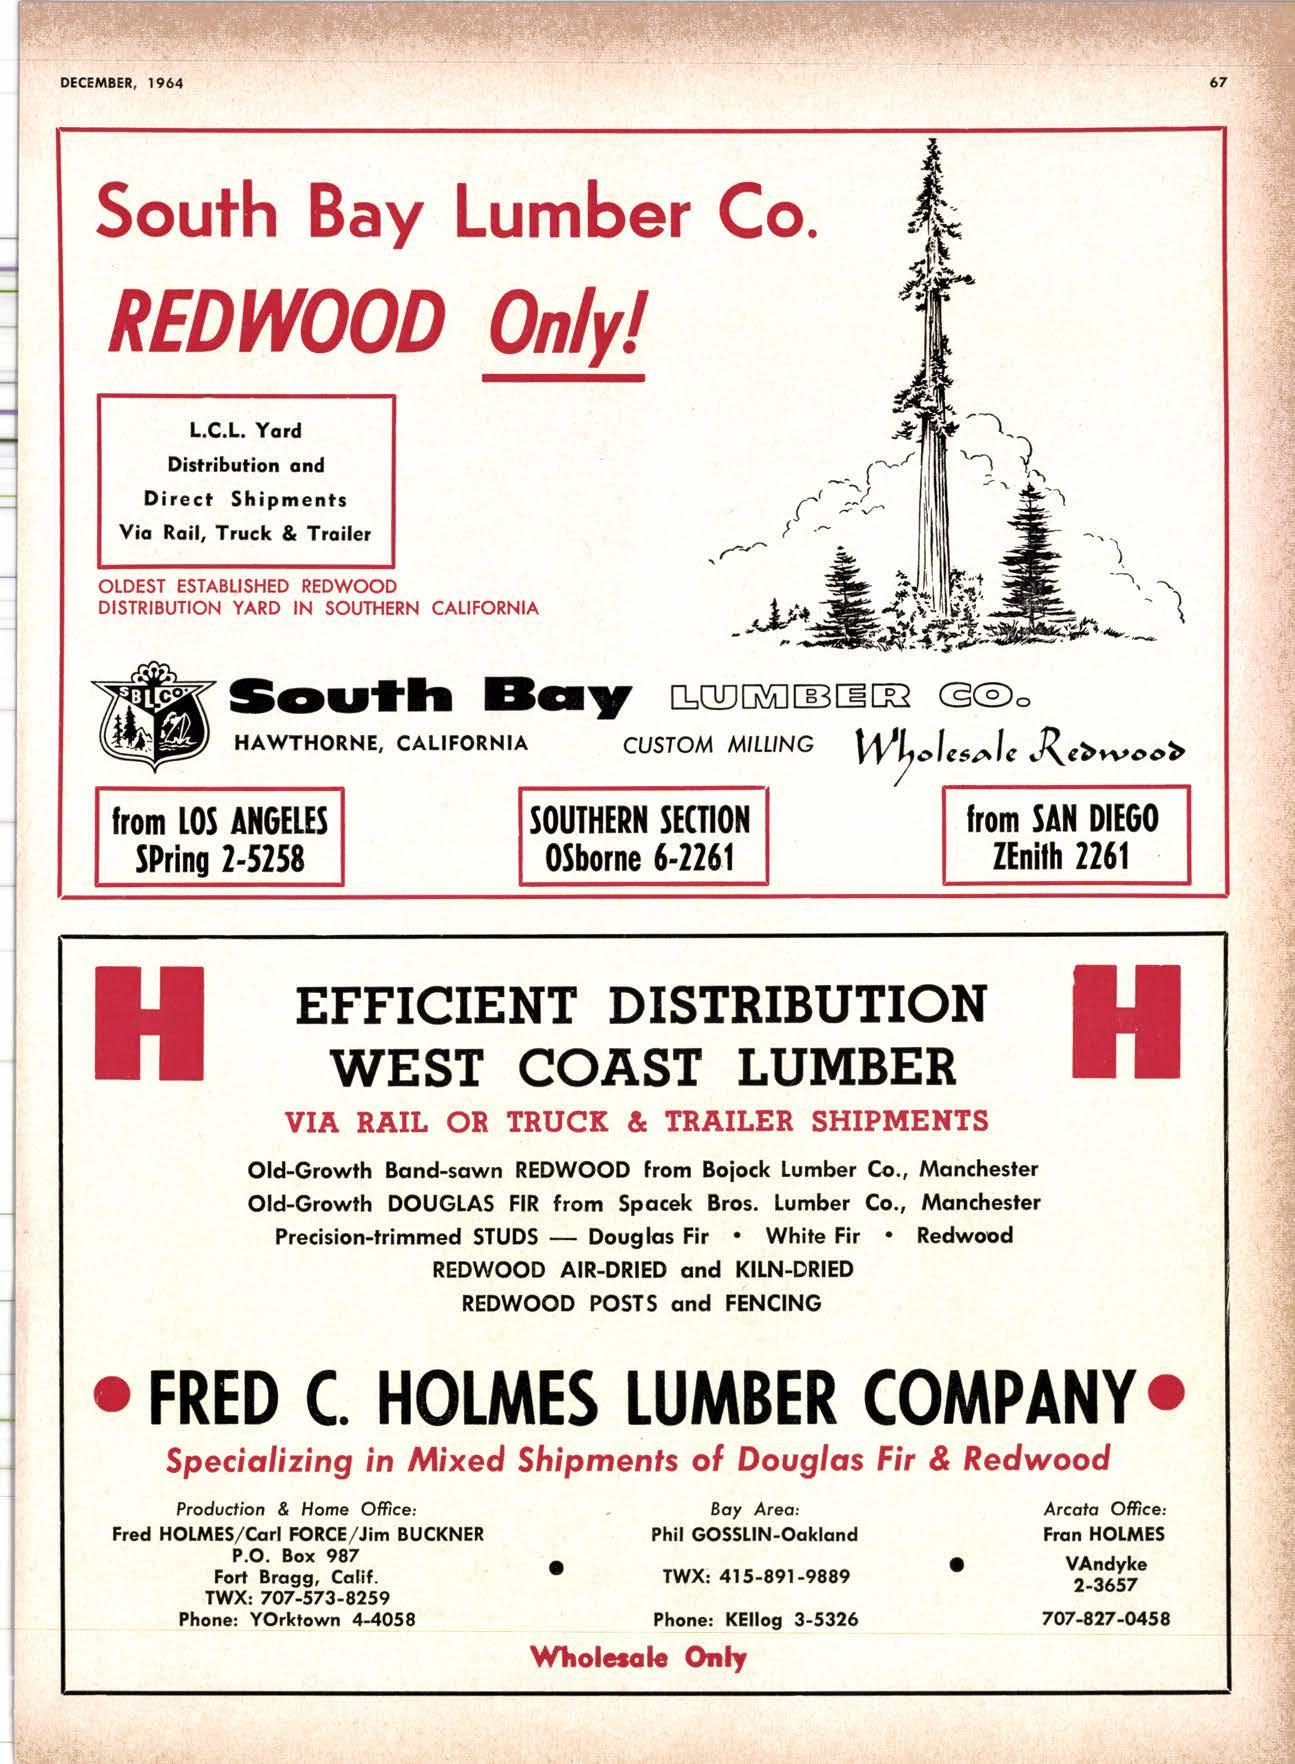 DECEMBER, 1964 67
South Bay Lumber Co.
REDWOOD Only!
L.C.L. Yard
Distribution and
Direct Shipments
Via Rail, Truck & Trailer
OLDEST ESTABLISHED REDWOOD
DISTRIBUTION YARD IN SOUTHERN CALIFORNIA
SBLCO.
South Bay LUMBER CO.
HAWTHORNE, CALIFORNIA CUSTOM MILLING Wholesale Redwood
from LOS ANGELES
SPring 2-5258
SOUTHERN SECTION
OSborne 6-2261
from SAN DIEGO
ZEnith 2261
H H
EFFICIENT DISTRIBUTION
WEST COAST LUMBER
VIA RAIL OR TRUCK & TRAILER SHIPMENTS
Old-Growth Band-sawn REDWOOD from Bojock Lumber Co., Manchester
Old-Growth DOUGLAS FIR from Spacek Bros. Lumber Co., Manchester
Precision-trimmed STUDS — Douglas Fir • White Fir • Redwood
REDWOOD AIR-DRIED and KILN-DRIED
REDWOOD POSTS and FENCING
• FRED C. HOLMES LUMBER COMPANY •
Specializing in Mixed Shipments of Douglas Fir & Redwood
Production & Home Office:
Fred HOLMES/Carl FORCE/Jim BUCKNER
P.O. Box 987
Fort Bragg, Calif.
TWX: 707-573-8259
Phone: YOrktown 4-4058
•
Bay Area:
Phil GOSSLIN-Oakland
TWX: 415-891-9889
Phone: KEllog 3-5326
•
Arcata Office:
Fran HOLMES
VAndyke
2-3657
707-827-0458
Wholesale Only